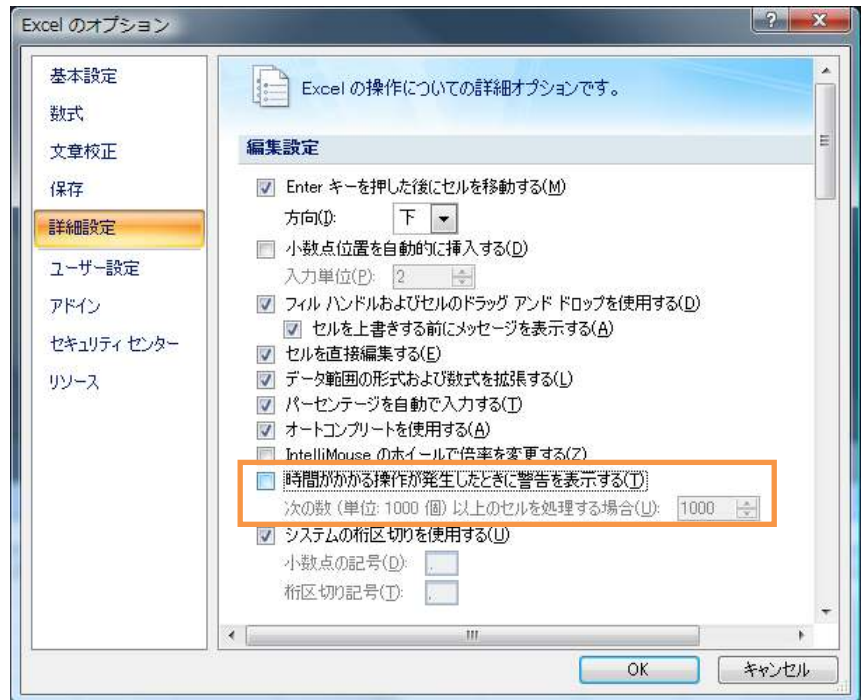 Excel のオプション
基本設定
数式
文章校正
保存
詳細設定
ユーザー設定
アドイン
セキュリティ センター
リソース
Excel の操作についての詳細オプションです。
編集設定
Enter キーを押した後にセルを移動する(M)
方向(I): 下
小数点位置を自動的に挿入する(D)
入力単位(P): 2
フィル ハンドルおよびセルのドラッグ アンド ドロップを使用する(D)
セルを上書きする前にメッセージを表示する(A)
セルを直接編集する(E)
データ範囲の形式および数式を拡張する(L)
パーセンテージを自動で入力する(T)
オートコンプリートを使用する(A)
IntelliMouse のホイールで倍率を変更する(Z)
時間がかかる操作が発生したときに警告を表示する(T)
次の数 (単位: 1000 個) 以上のセルを処理する場合(U): 1000
システムの桁区切りを使用する(U)
小数点の記号(D): .
桁区切り記号(T): ,
OK キャンセル